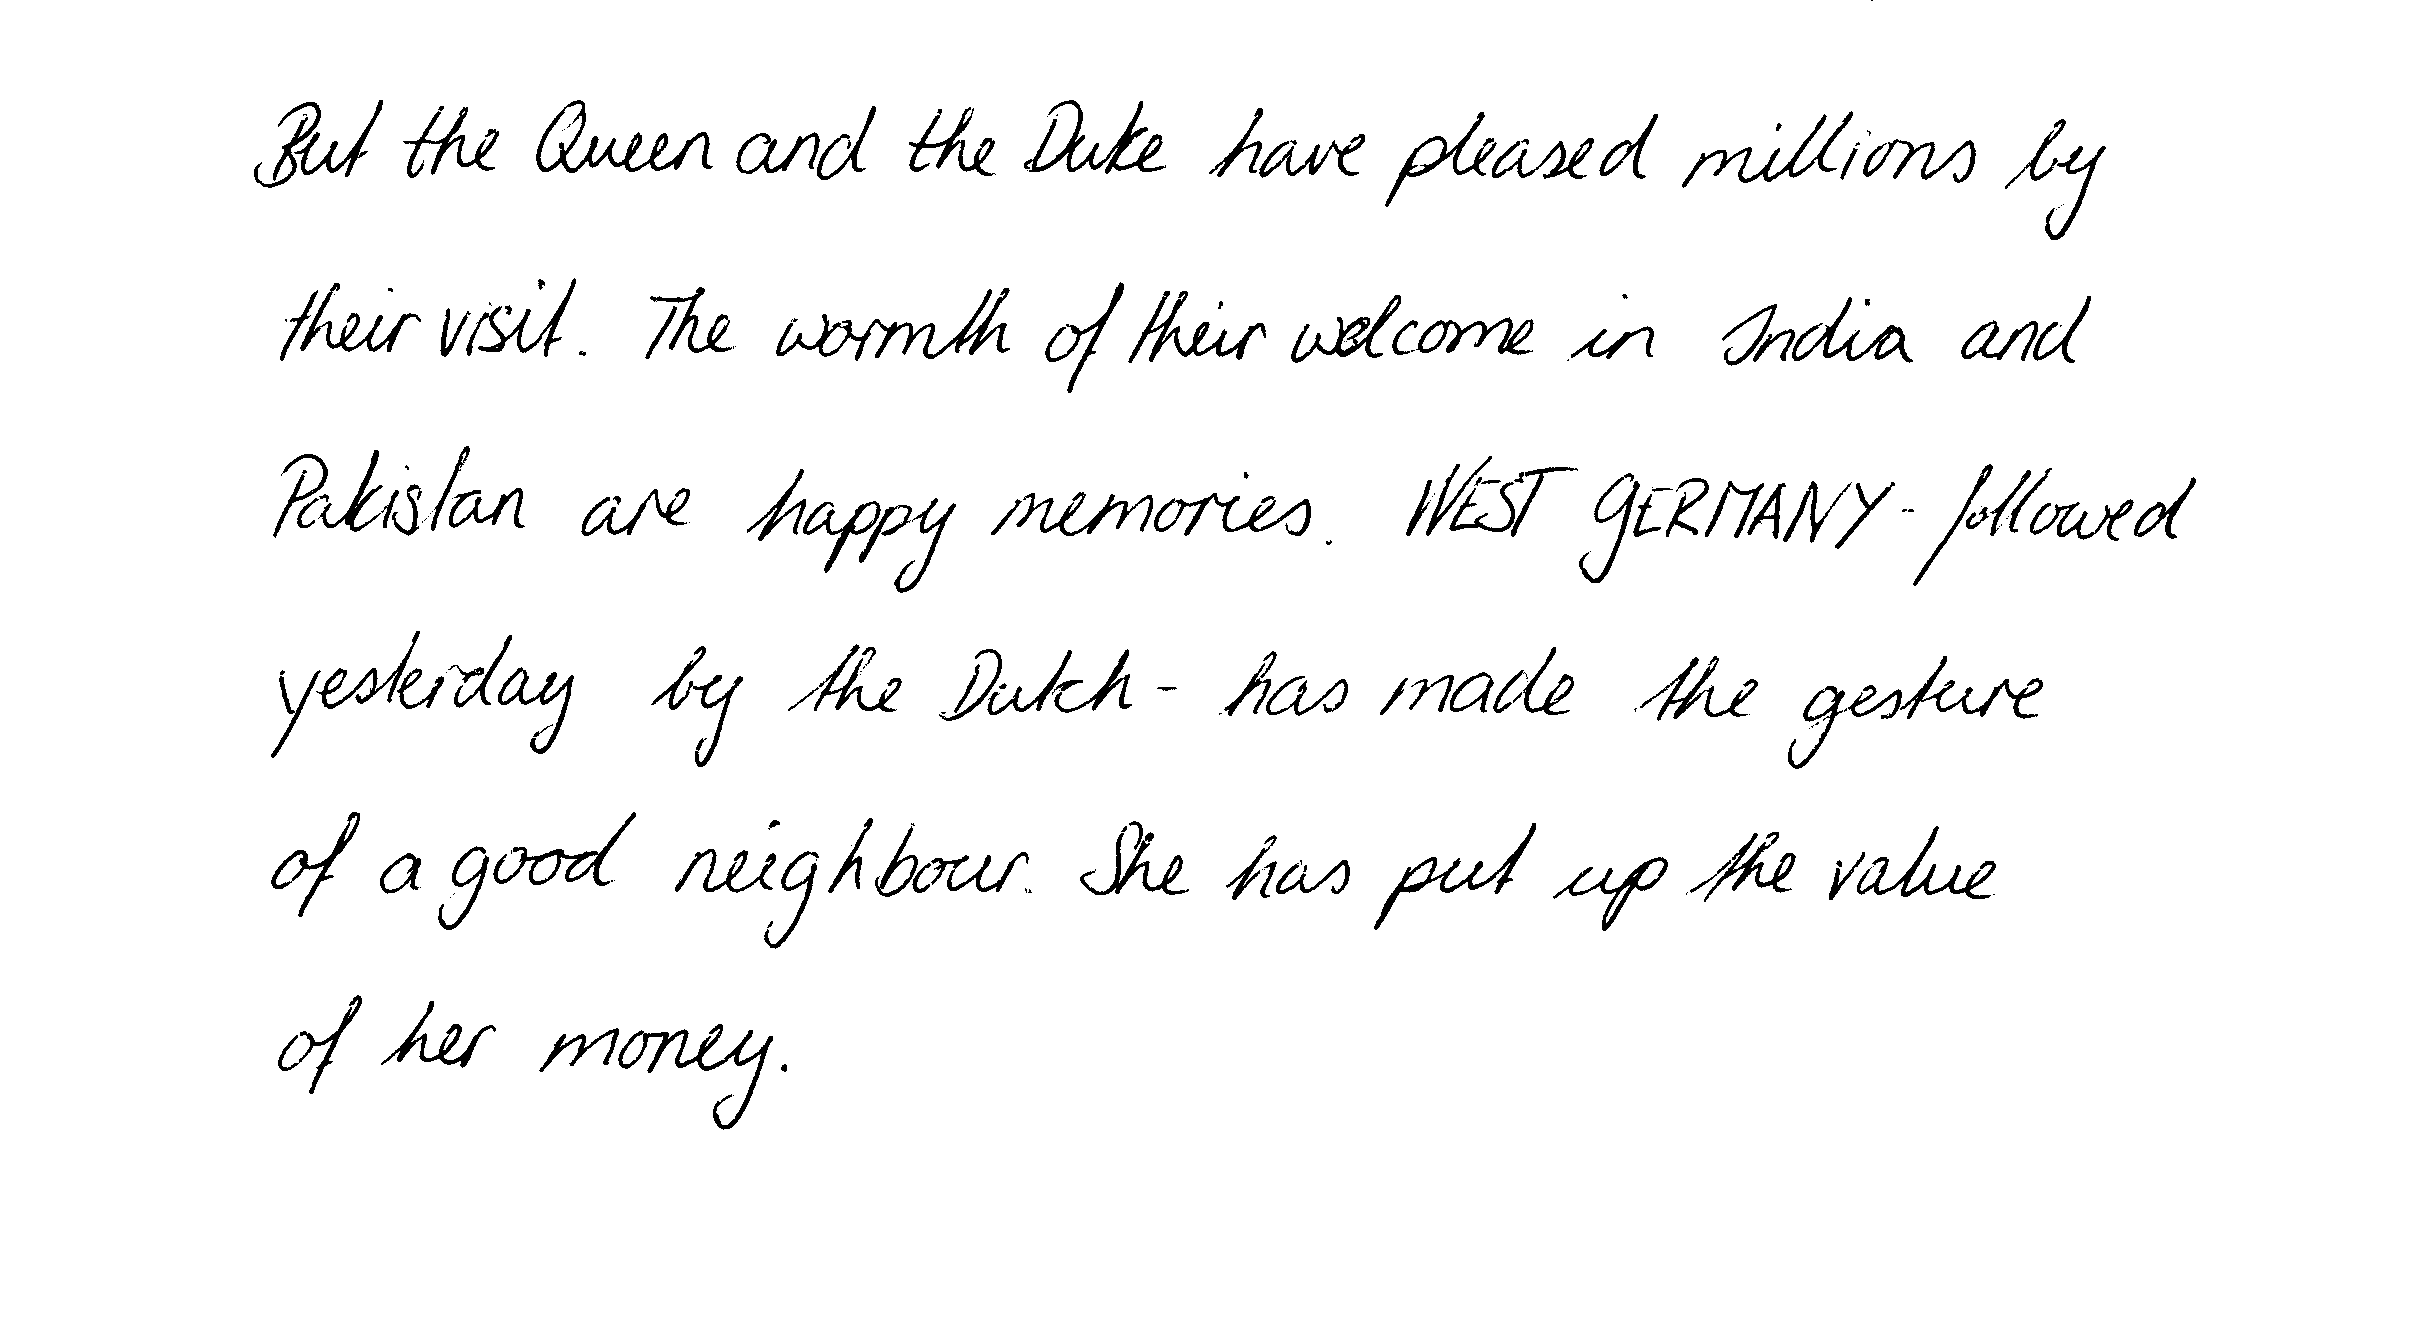 But the Queen and the Duke have pleased millions by
their visit. The warmth of their welcome in India and
Pakistan are happy memories. WEST GERMANY - followed
yesterday by the Dutch - has made the gesture
of a good neighbour. She has put up the value
of her money.